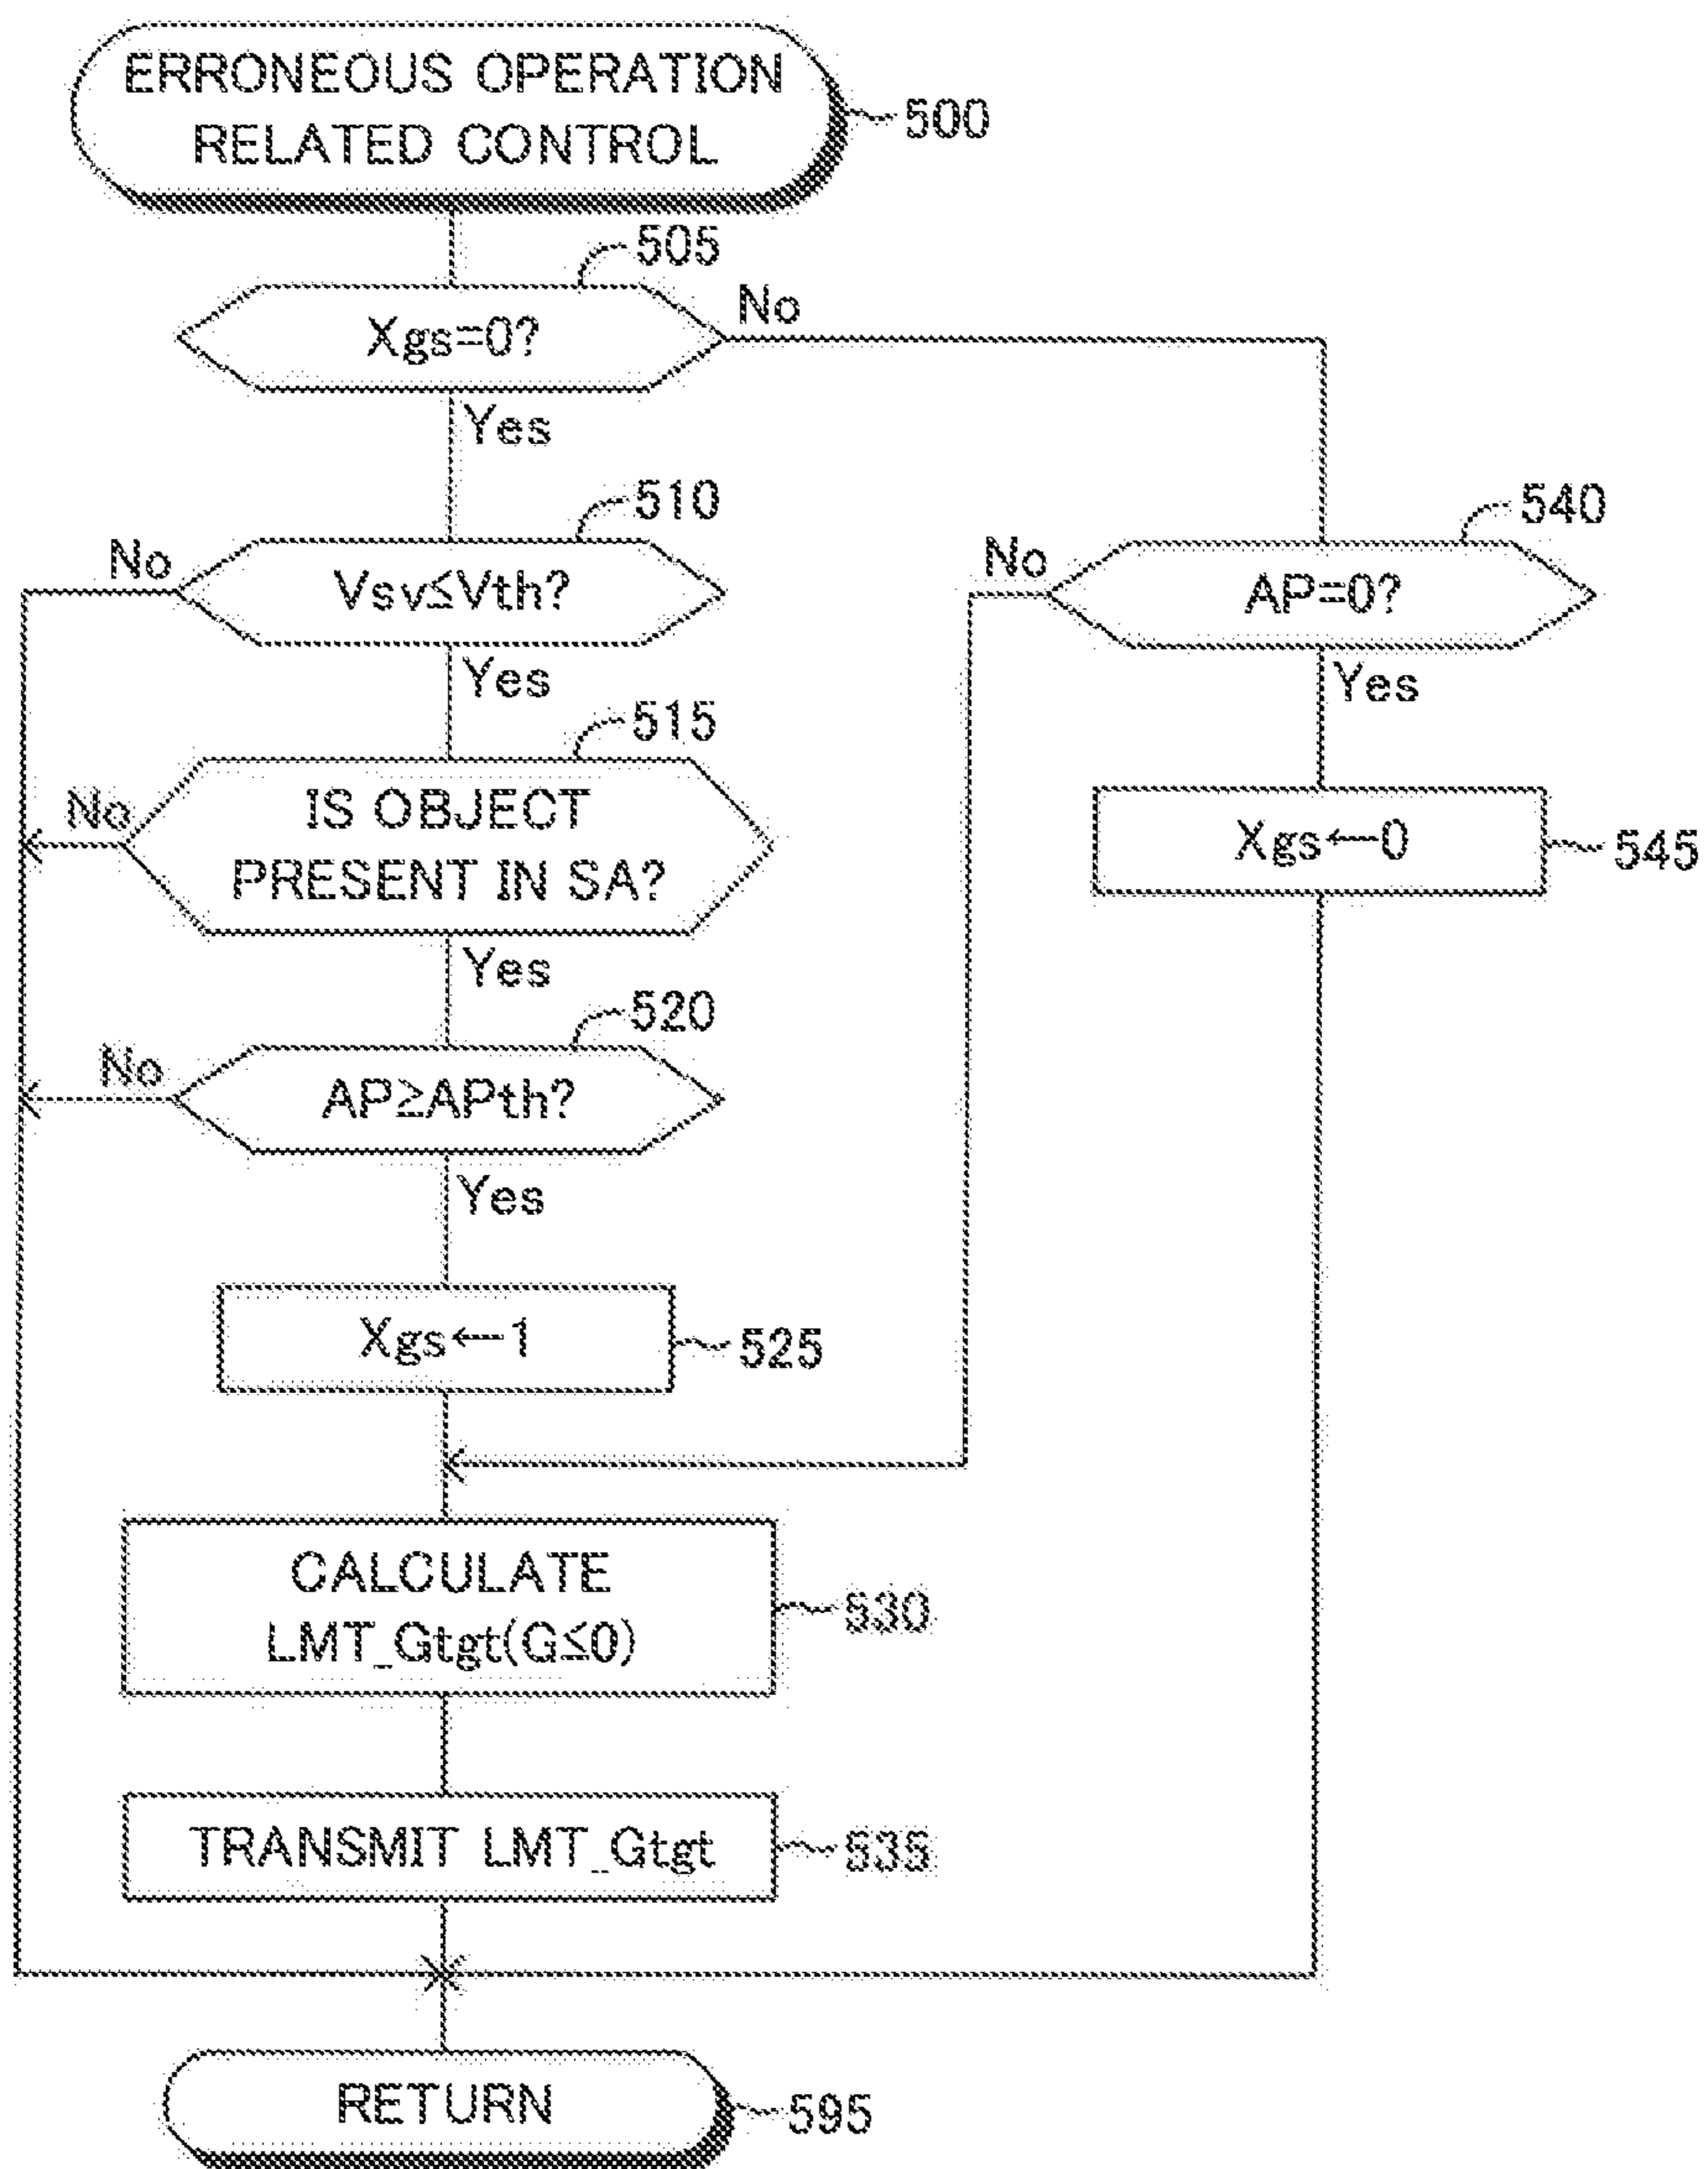 ERRONEOUS OPERATION
RELATED CONTROL
500
505
Xgs=0?
No
Yes
510
No
Vsv≤Vth?
Yes
540
No
AP=0?
Yes
515
No
IS OBJECT
PRESENT IN SA?
Yes
Xgs←0
545
520
No
AP≥APth?
Yes
Xgs←1
525
CALCULATE
LMT_Gtgt(G≤0)
530
TRANSMIT LMT_Gtgt
535
RETURN
595